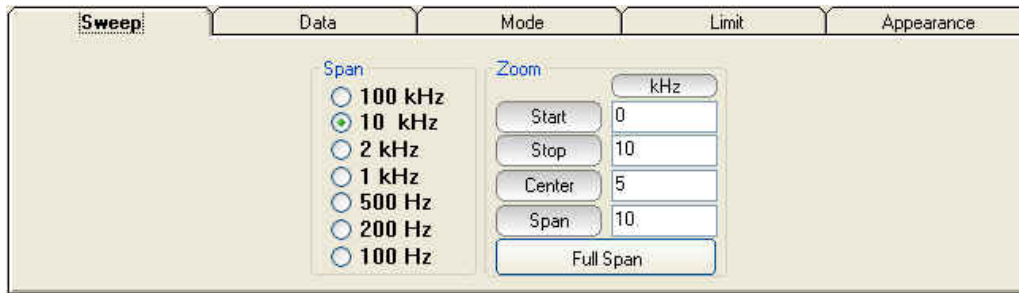 Sweep Data Mode Limit Appearance
Span
100 kHz
10 kHz
2 kHz
1 kHz
500 Hz
200 Hz
100 Hz
Zoom
kHz
Start 0
Stop 10
Center 5
Span 10
Full Span